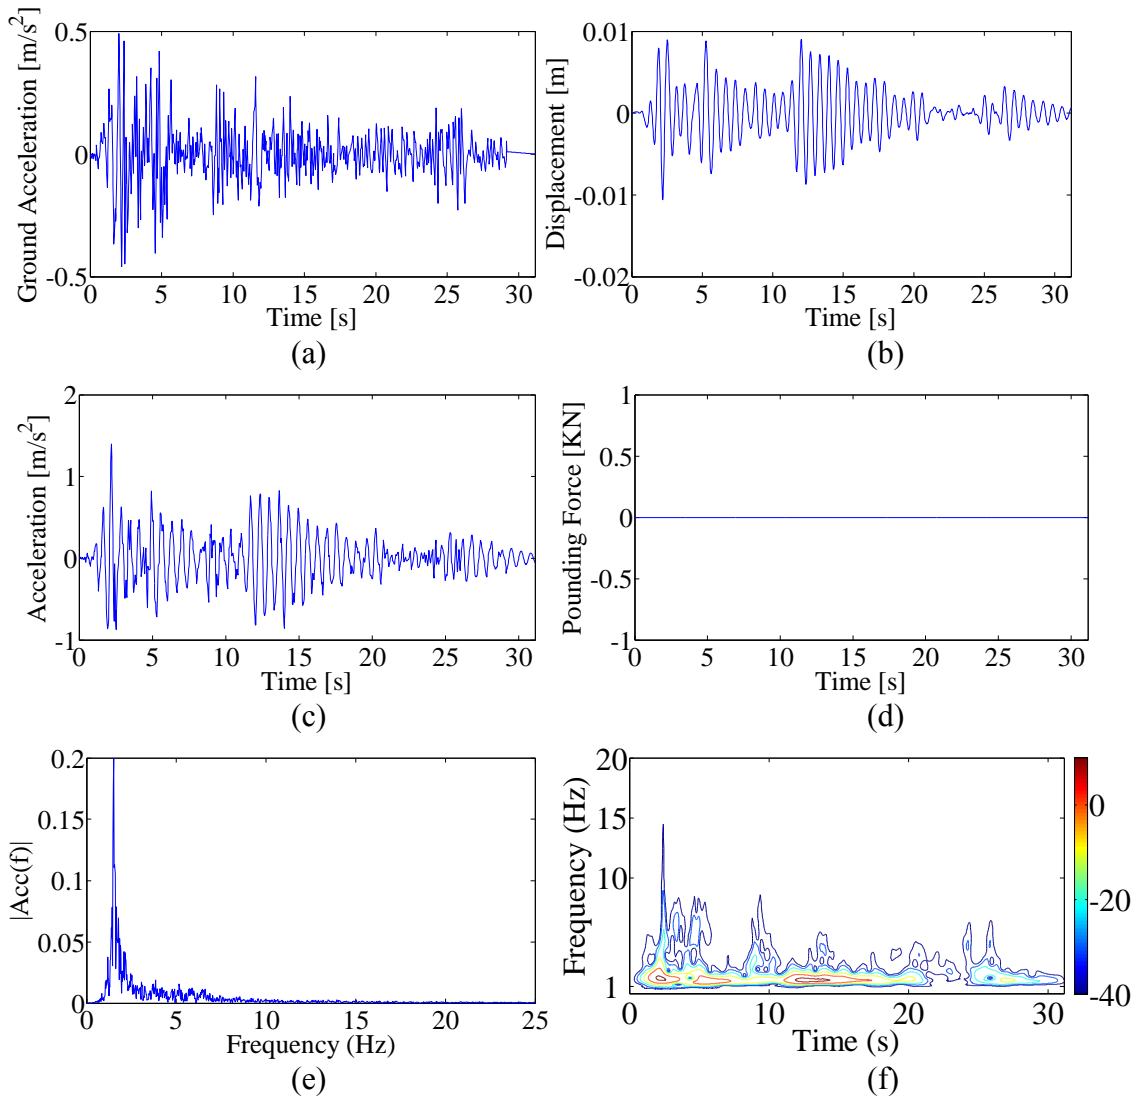 Ground Acceleration [m/s²]
0.5
0
-0.5
0 5 10 15 20 25 30
Time [s]
(a)
Displacement [m]
0.01
0
-0.01
-0.02
0 5 10 15 20 25 30
Time [s]
(b)
Acceleration [m/s²]
2
1
0
-1
0 5 10 15 20 25 30
Time [s]
(c)
Pounding Force [KN]
1
0.5
0
-0.5
-1
0 5 10 15 20 25 30
Time [s]
(d)
|Acc(f)|
0.2
0.15
0.1
0.05
0
0 5 10 15 20 25
Frequency (Hz)
(e)
Frequency (Hz)
20
15
10
1
0 10 20 30
Time (s)
0
-20
-40
(f)